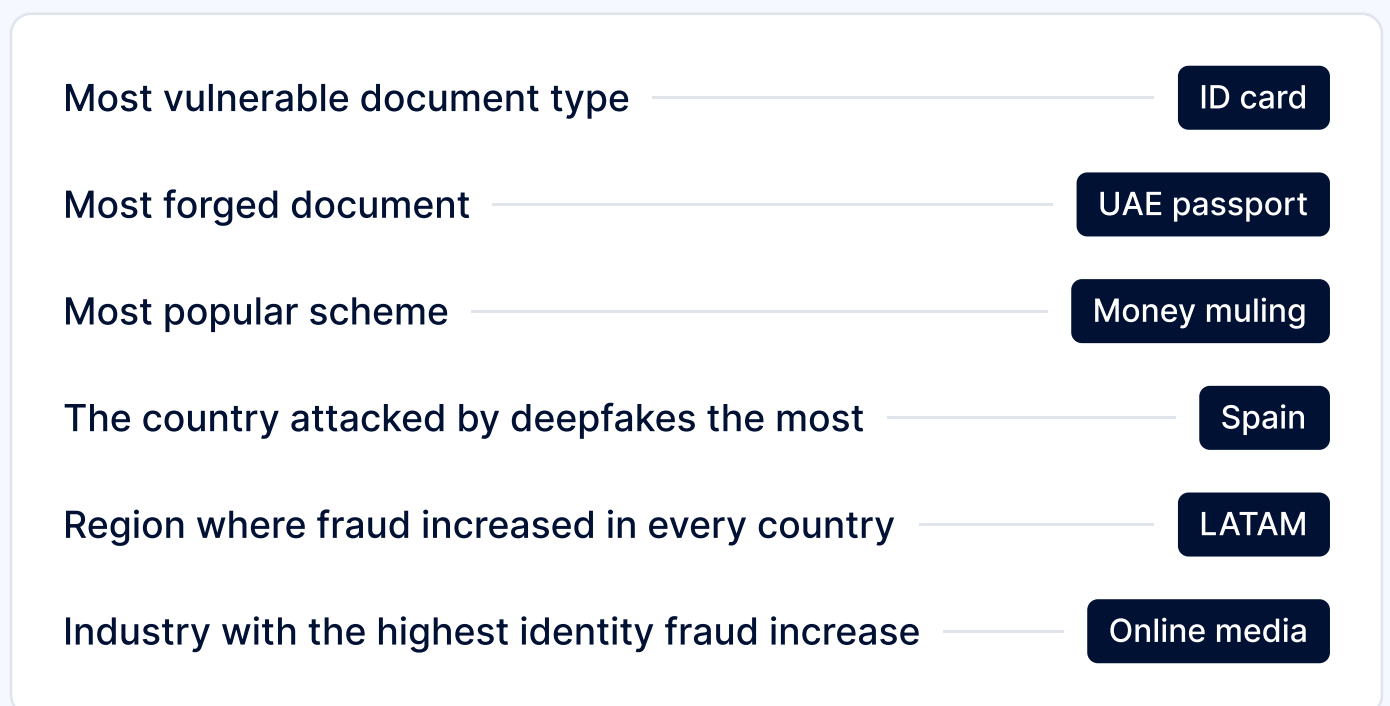 Most vulnerable document type ID card
Most forged document UAE passport
Most popular scheme Money muling
The country attacked by deepfakes the most Spain
Region where fraud increased in every country LATAM
Industry with the highest identity fraud increase Online media